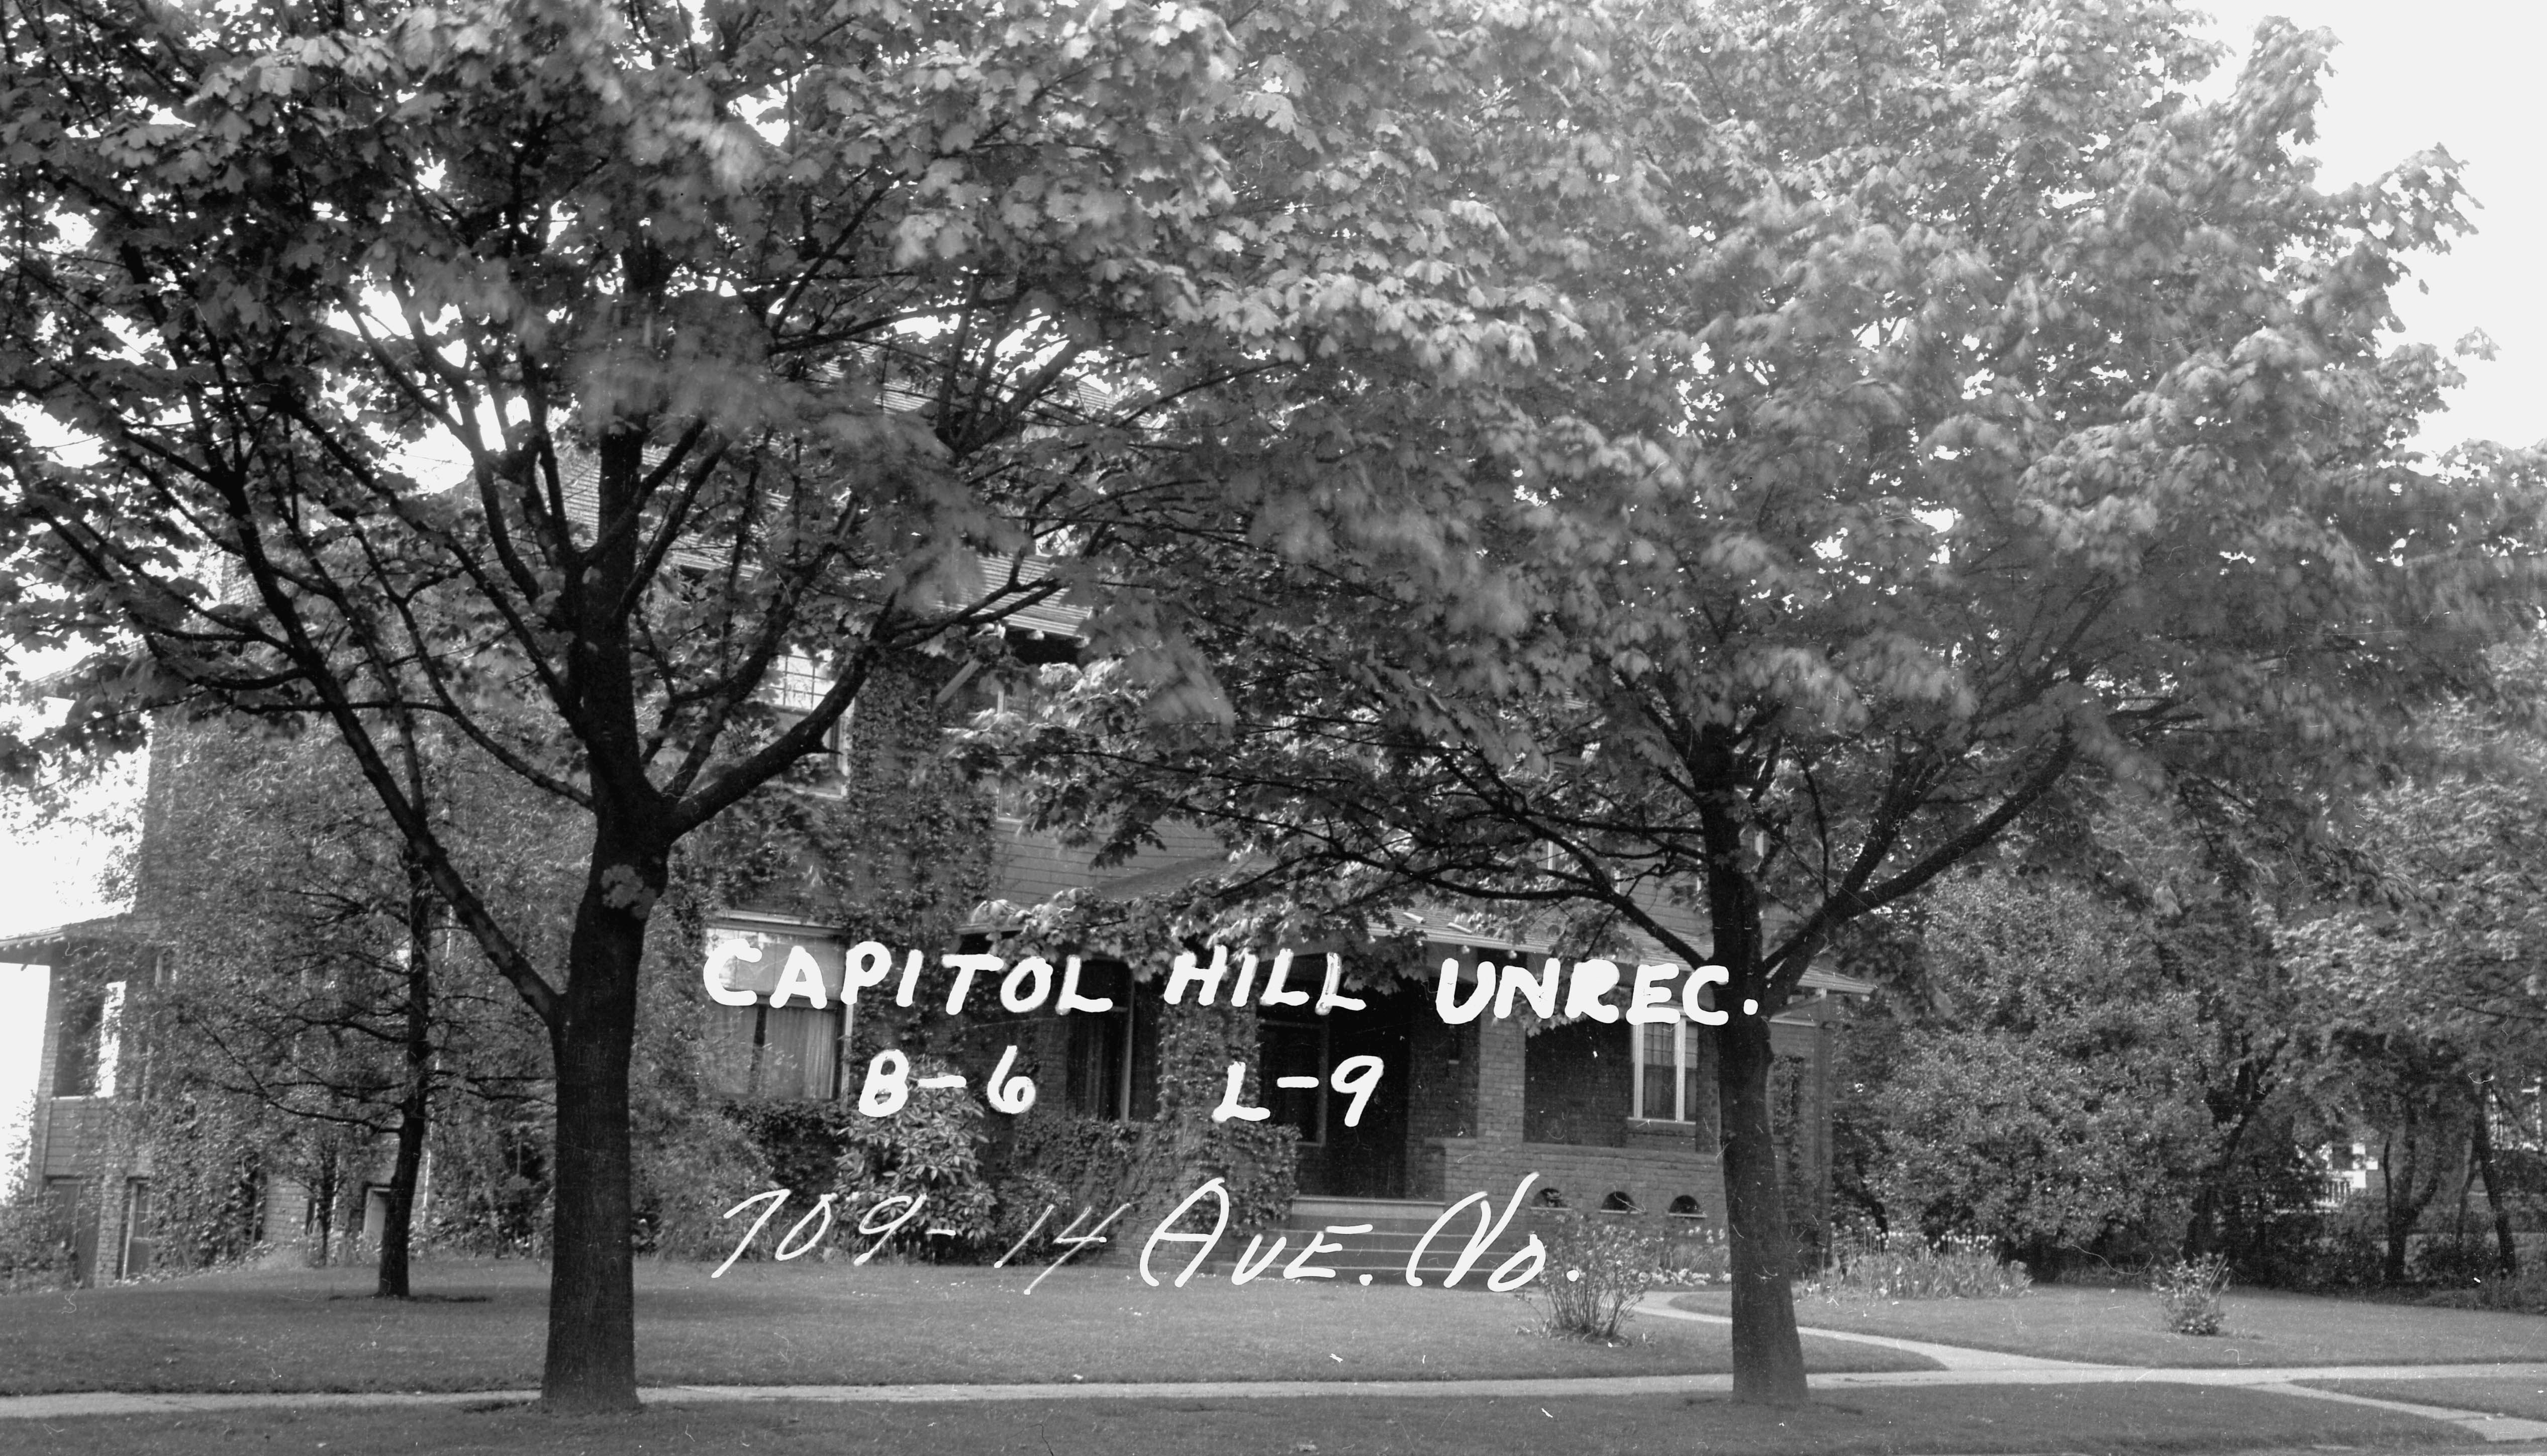 CAPITOL HILL UNREC.
B-6 L-9
709-14 AVE. NO.